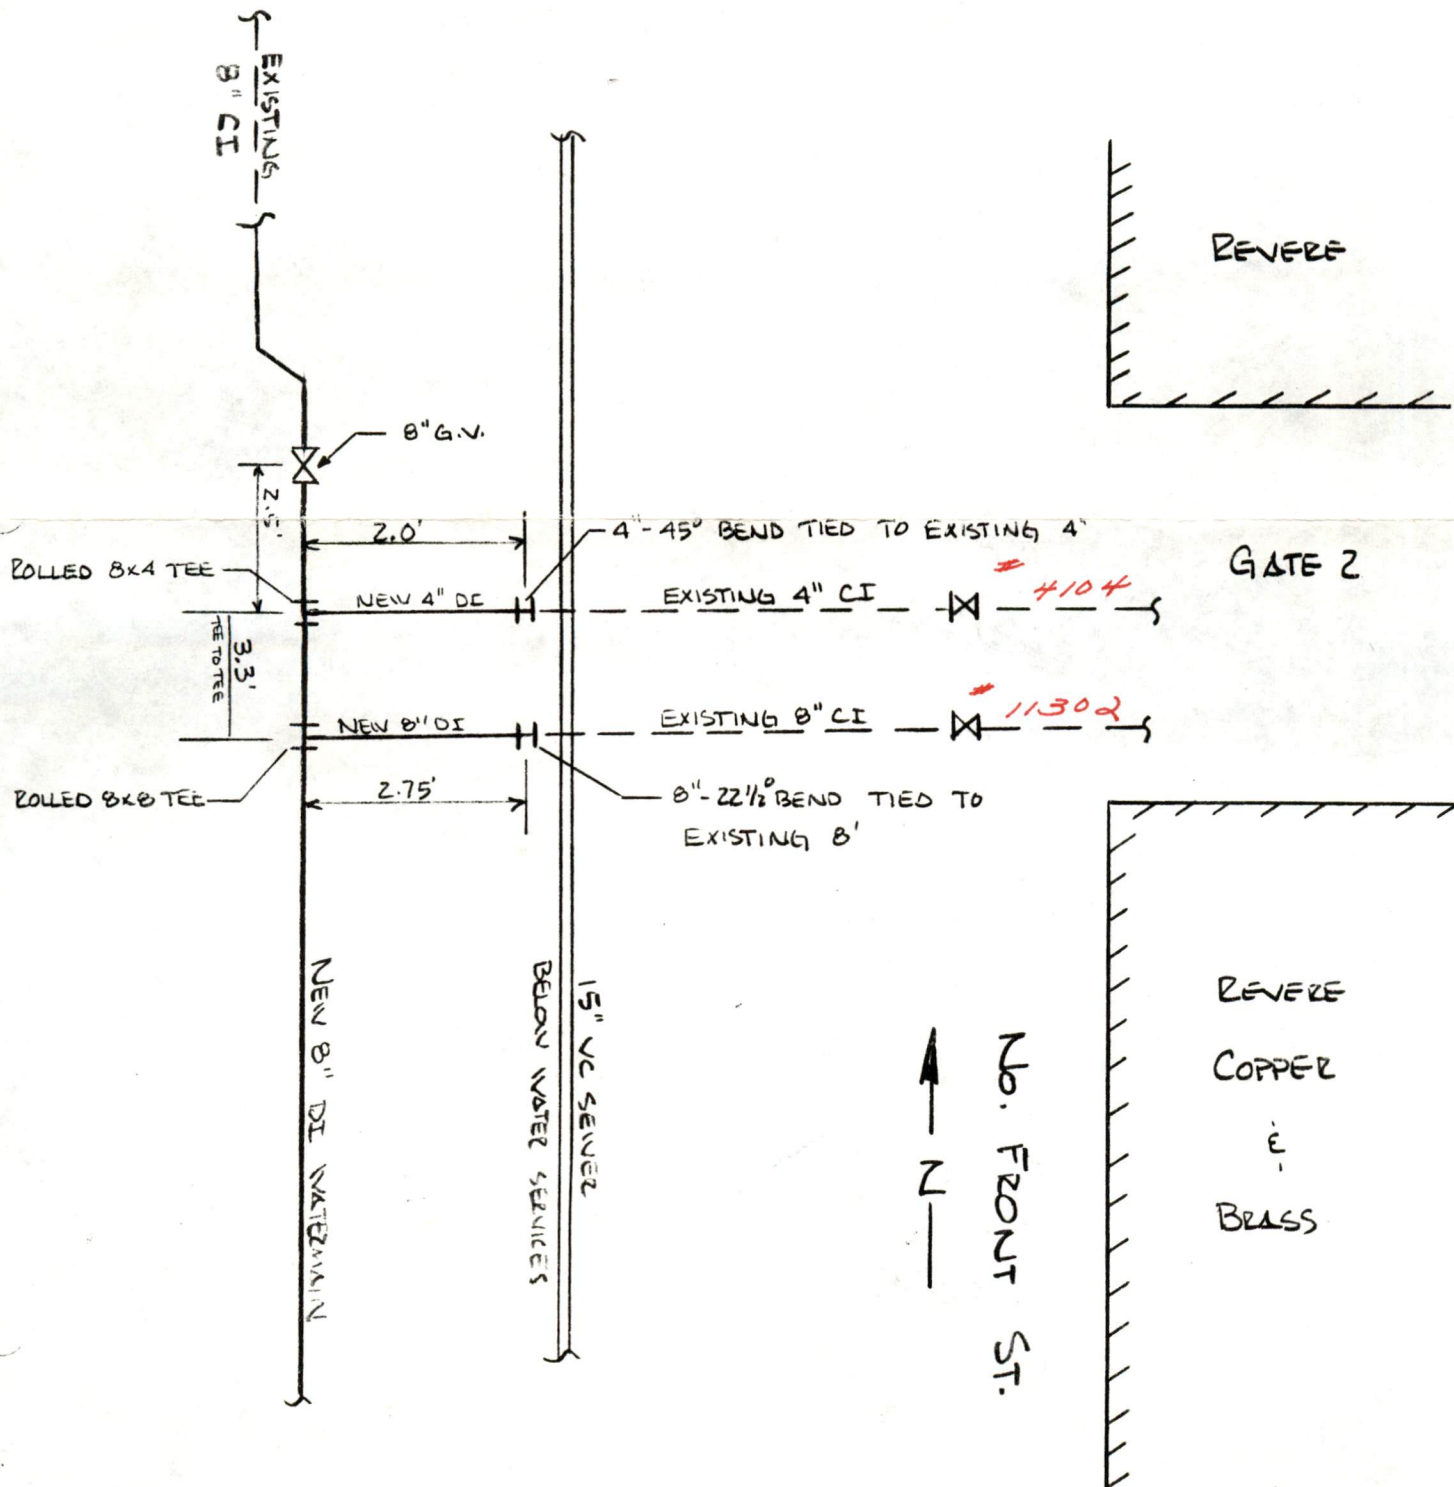 EXISTING
8" CI
REVERE
8" G.V.
2.5'
2.0'
4"-45° BEND TIED TO EXISTING 4'
GATE 2
ROLLED 8x4 TEE
NEW 4" DI
EXISTING 4" CI
# 4104
3.3'
TEE TO TEE
NEW 8" DI
EXISTING 8" CI
# 11302
ROLLED 8x8 TEE
2.75'
8"-22½° BEND TIED TO
EXISTING 8'
NEW 8" DI WATERMAIN
15" VC SEWER
BELOW WATER SERVICES
N
No. FRONT ST.
REVERE
COPPER
&
BRASS